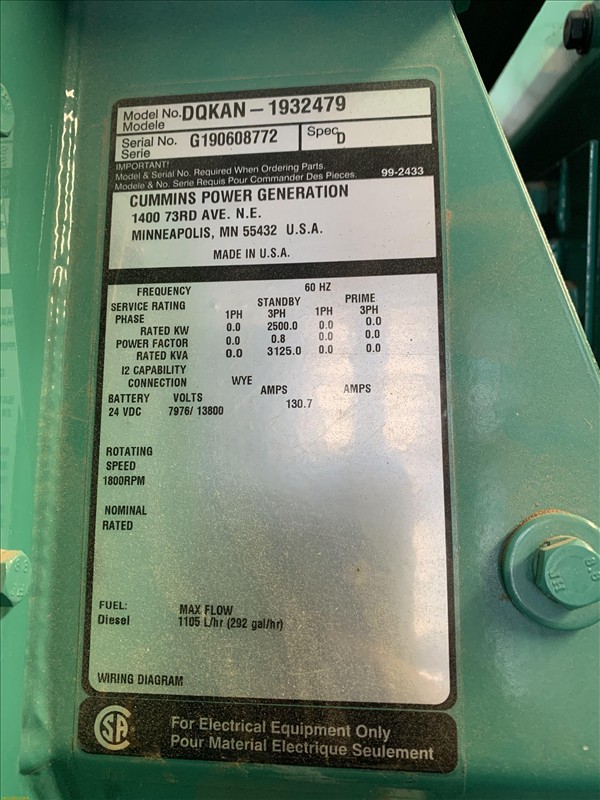 Model No. DQKAN – 1932479
Modele
Serial No. G190608772 Spec D
Serie
IMPORTANT!
Model & Serial No. Required When Ordering Parts.
Modele & No. Serie Requis Pour Commander Des Pieces. 99-2433
CUMMINS POWER GENERATION
1400 73RD AVE. N.E.
MINNEAPOLIS, MN 55432 U.S.A.
MADE IN U.S.A.
FREQUENCY 60 HZ
SERVICE RATING STANDBY PRIME
PHASE 1PH 3PH 1PH 3PH
RATED KW 0.0 2500.0 0.0 0.0
POWER FACTOR 0.0 0.8 0.0 0.0
RATED KVA 0.0 3125.0 0.0 0.0
I2 CAPABILITY
CONNECTION WYE
BATTERY VOLTS AMPS AMPS
24 VDC 7976/ 13800 130.7
ROTATING
SPEED
1800RPM
NOMINAL
RATED
FUEL: MAX FLOW
Diesel 1105 L/hr (292 gal/hr)
WIRING DIAGRAM
CSA
For Electrical Equipment Only
Pour Material Electrique Seulement
8.8
JH